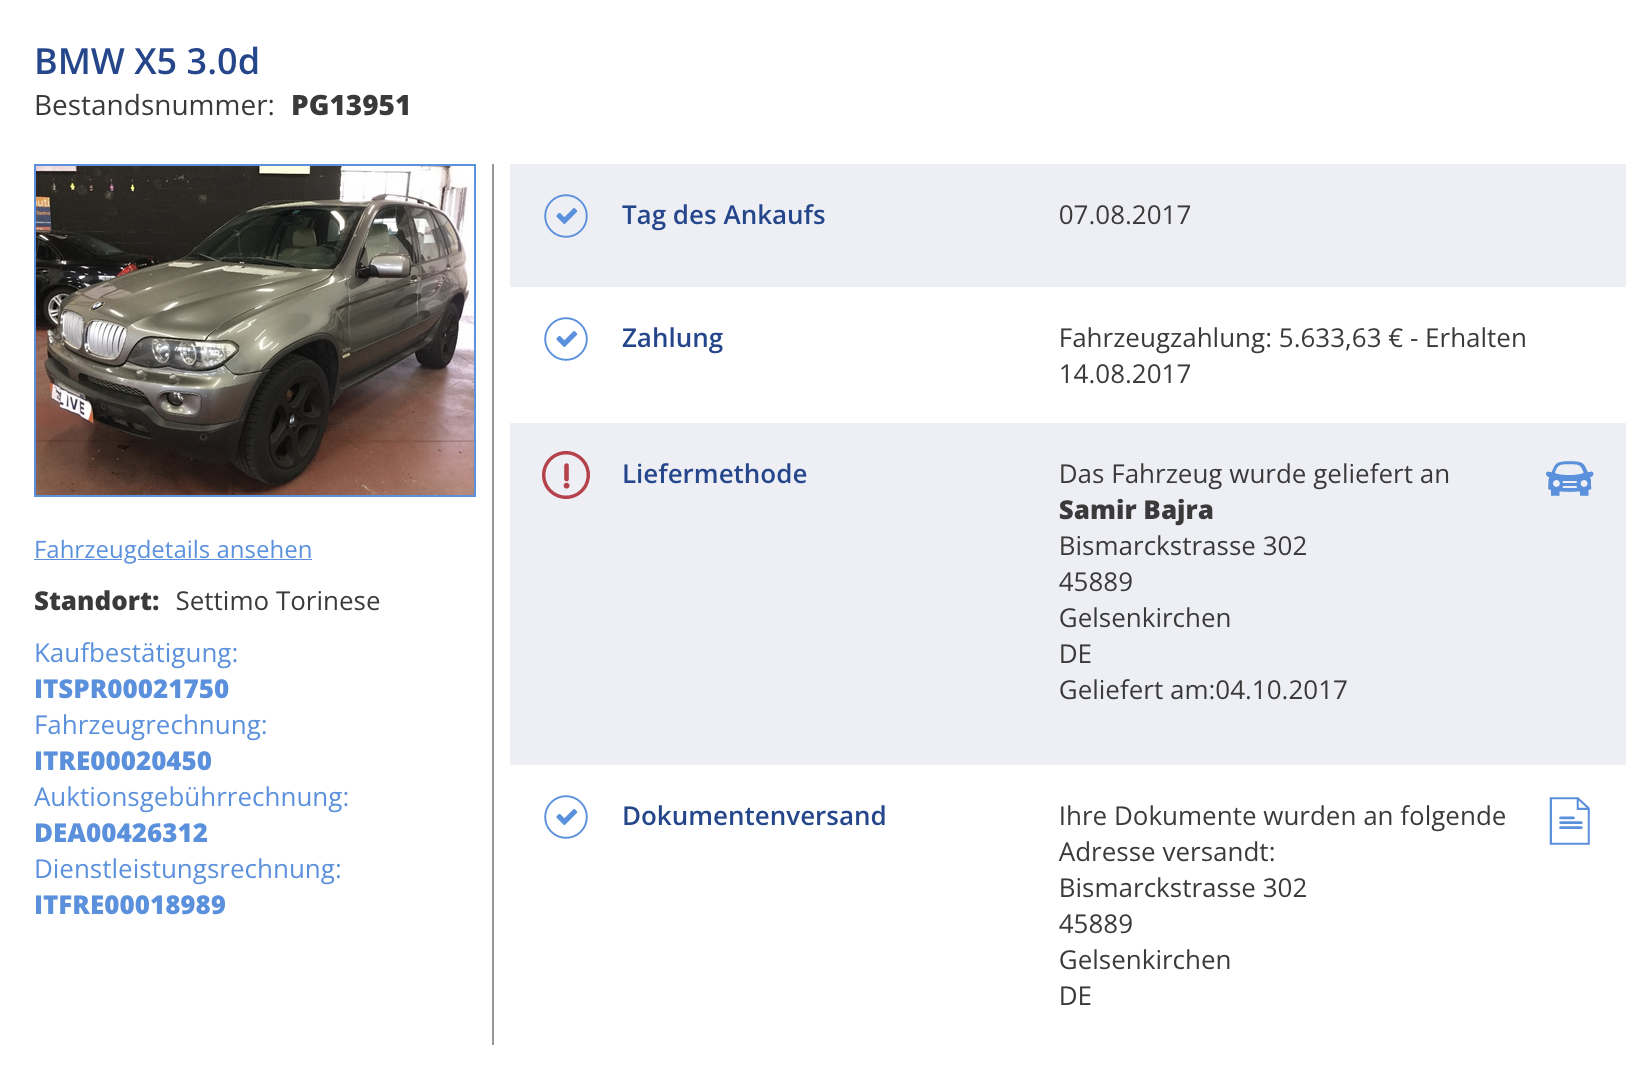 BMW X5 3.0d
Bestandsnummer: PG13951
Fahrzeugdetails ansehen
Standort: Settimo Torinese
Kaufbestätigung:
ITSPR00021750
Fahrzeugrechnung:
ITRE00020450
Auktionsgebührrechnung:
DEA00426312
Dienstleistungsrechnung:
ITFRE00018989
Tag des Ankaufs
07.08.2017
Zahlung
Fahrzeugzahlung: 5.633,63 € - Erhalten
14.08.2017
Liefermethode
Das Fahrzeug wurde geliefert an
Samir Bajra
Bismarckstrasse 302
45889
Gelsenkirchen
DE
Geliefert am:04.10.2017
Dokumentenversand
Ihre Dokumente wurden an folgende
Adresse versandt:
Bismarckstrasse 302
45889
Gelsenkirchen
DE